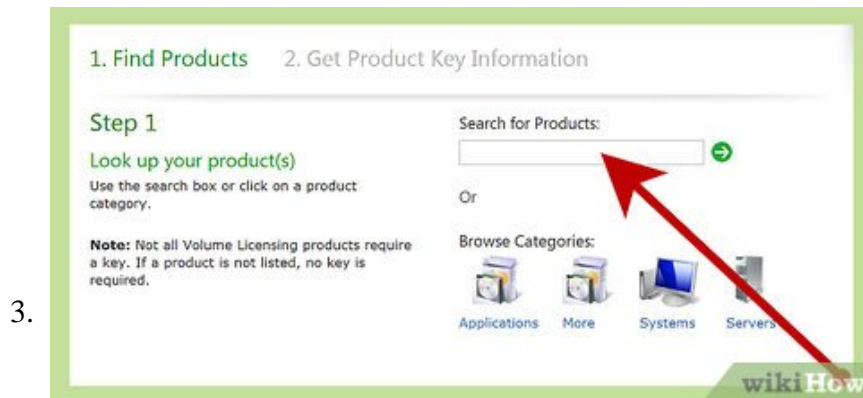 1. Find Products 2. Get Product Key Information
Step 1
Look up your product(s)
Use the search box or click on a product
category.
Note: Not all Volume Licensing products require
a key. If a product is not listed, no key is
required.
Search for Products:
Or
Browse Categories:
Applications More Systems Servers
3.
wikiHow